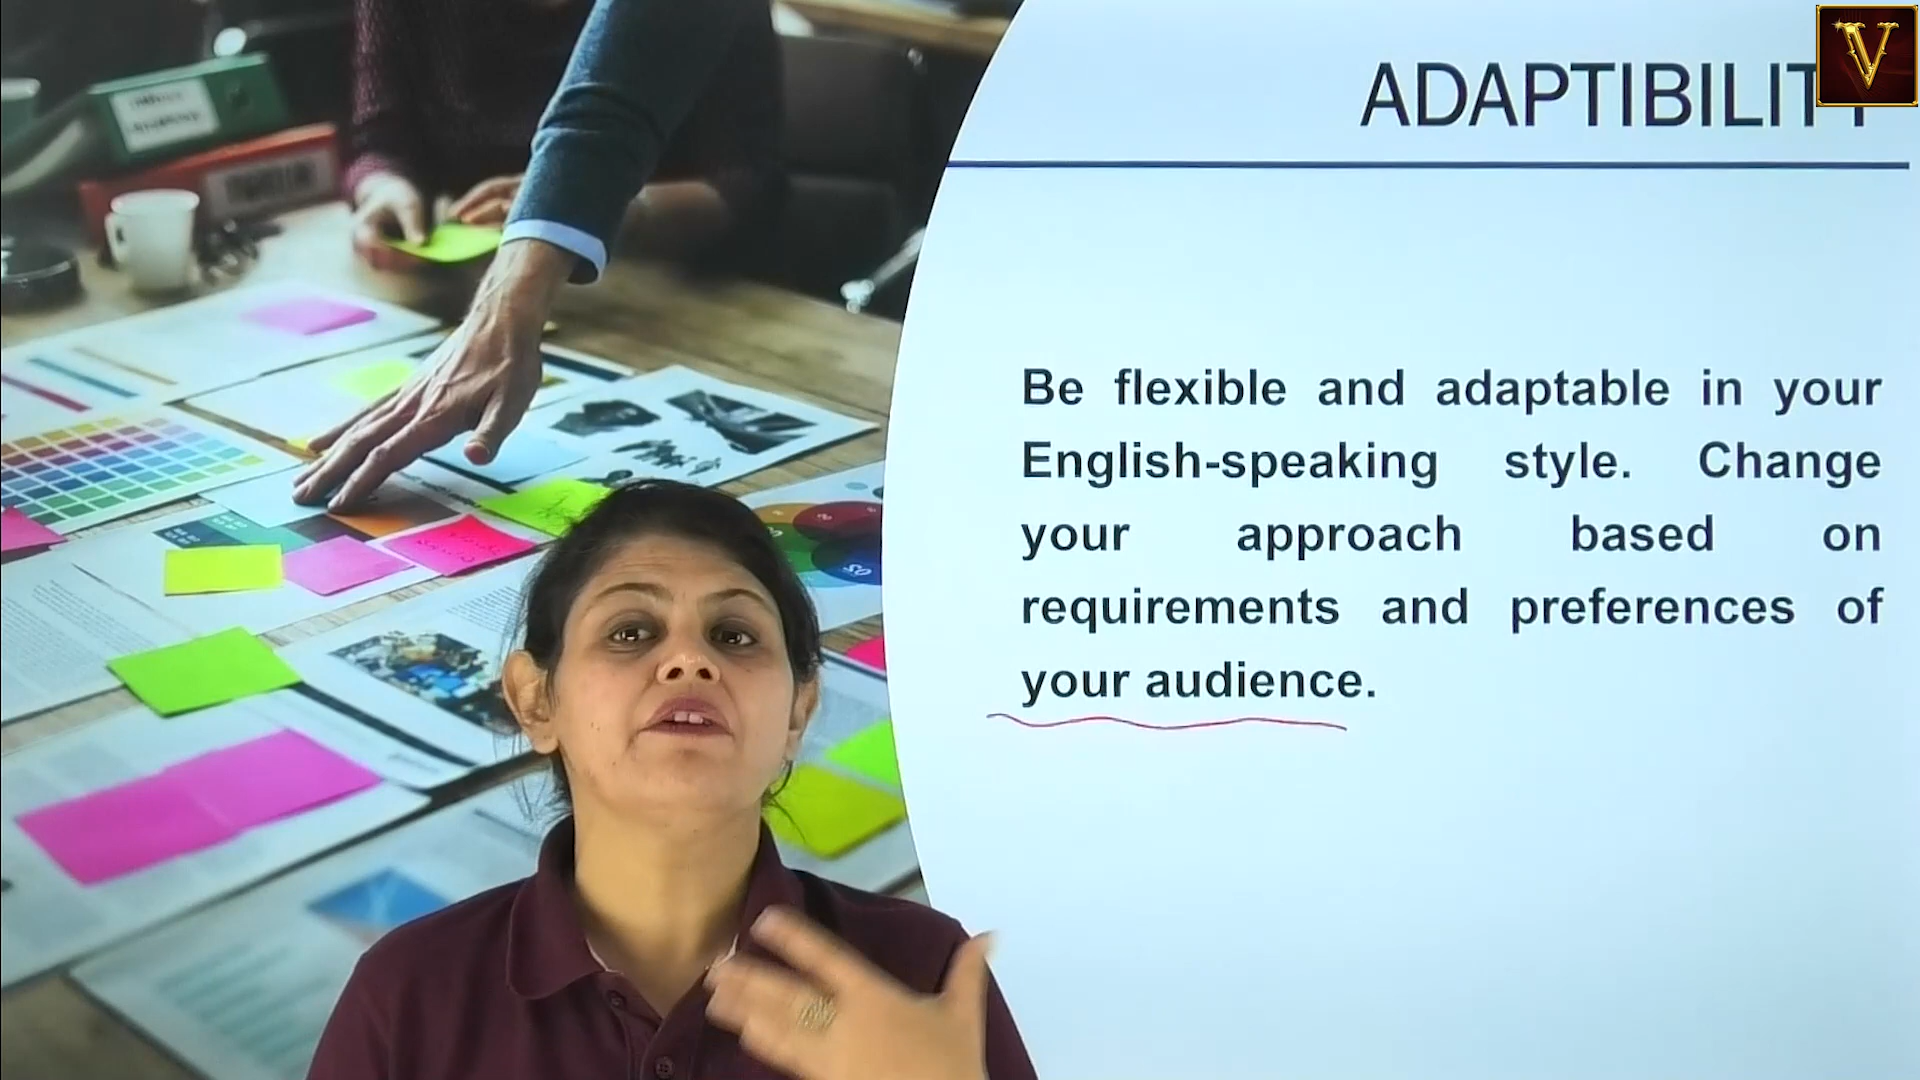 ADAPTIBILITY
V
Be flexible and adaptable in your
English-speaking style. Change
your approach based on
requirements and preferences of
your audience.